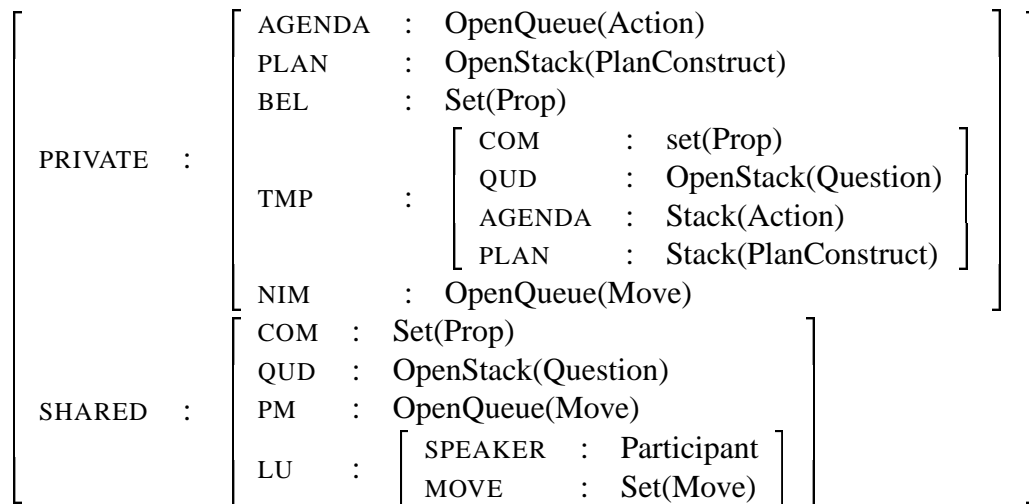 AGENDA : OpenQueue(Action)
PLAN : OpenStack(PlanConstruct)
BEL : Set(Prop)
COM : set(Prop)
PRIVATE :
QUD : OpenStack(Question)
TMP :
AGENDA : Stack(Action)
PLAN : Stack(PlanConstruct)
NIM : OpenQueue(Move)
COM : Set(Prop)
QUD : OpenStack(Question)
SHARED : PM : OpenQueue(Move)
SPEAKER : Participant
LU :
MOVE : Set(Move)